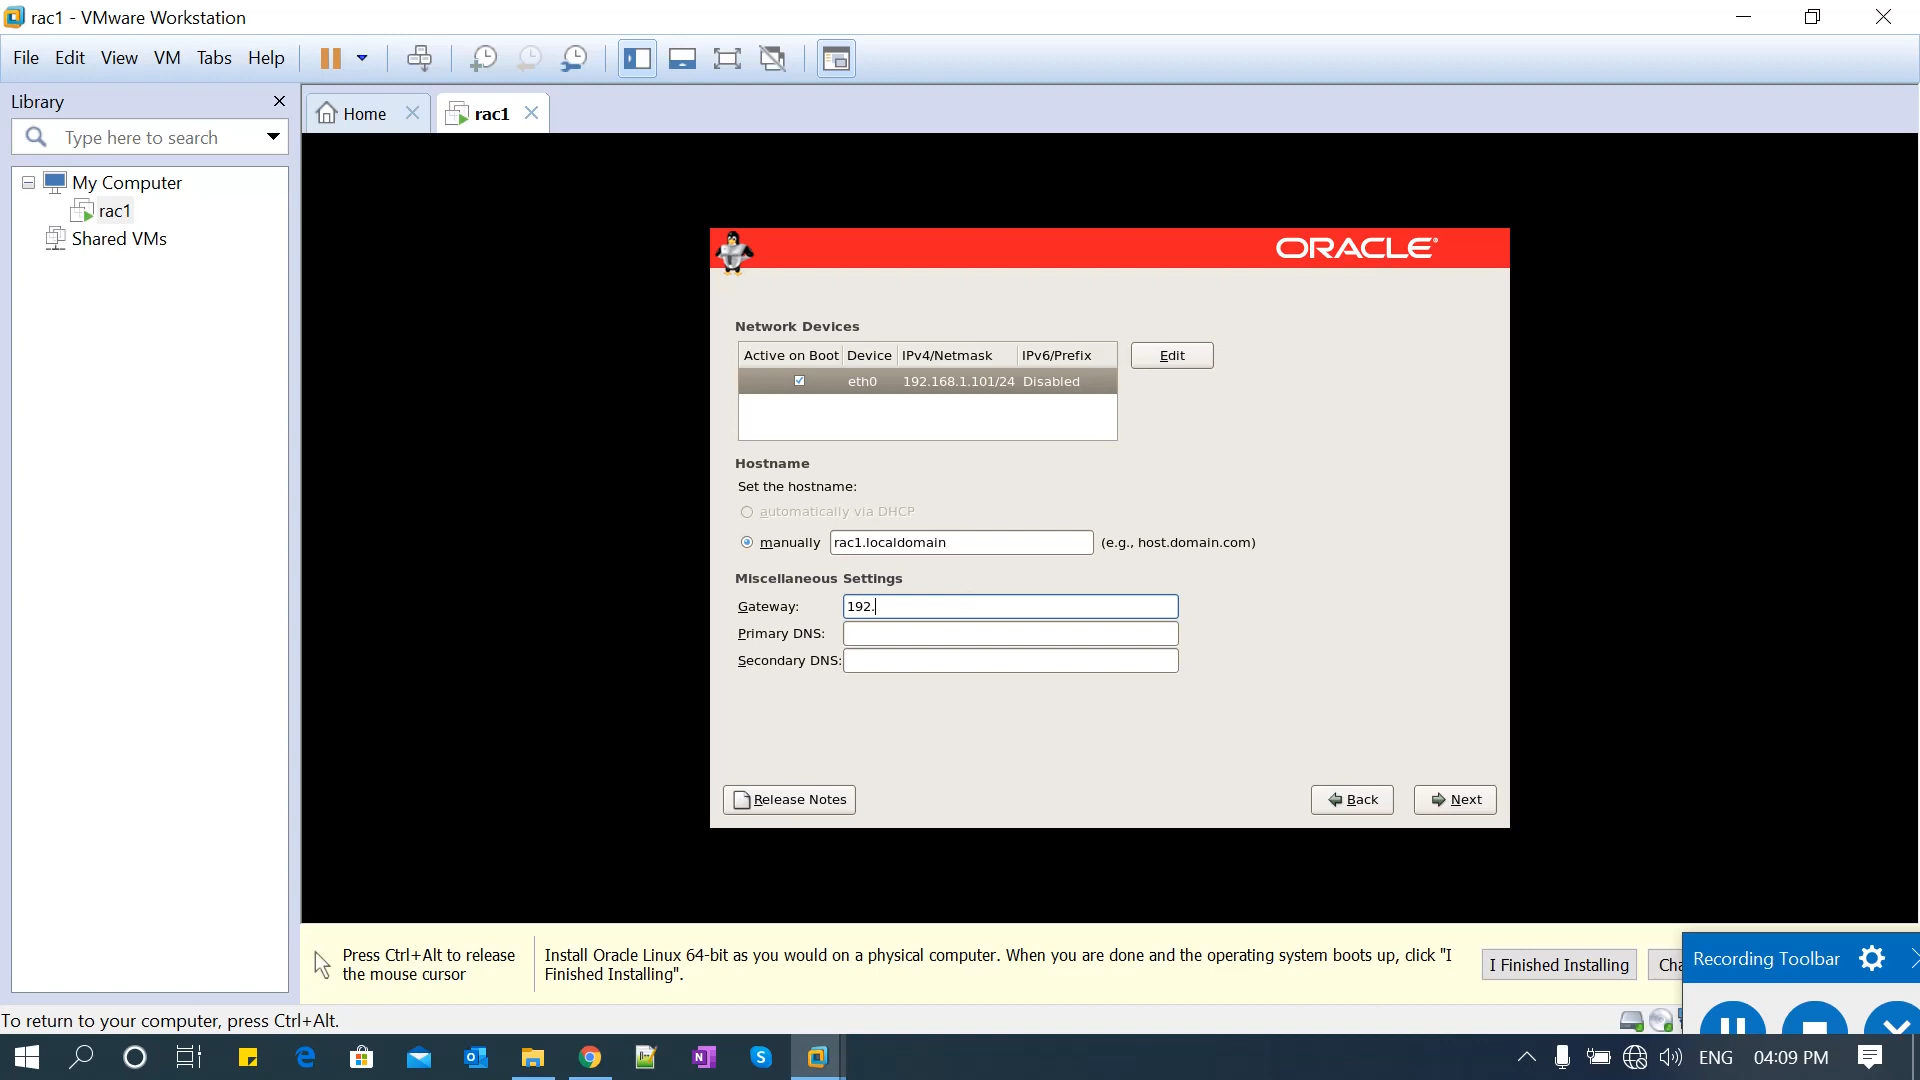 rac1 - VMware Workstation
File Edit View VM Tabs Help
Library
Type here to search
My Computer
rac1
Shared VMs
Home
rac1
ORACLE
Network Devices
Active on Boot Device IPv4/Netmask IPv6/Prefix
eth0 192.168.1.101/24 Disabled
Edit
Hostname
Set the hostname:
automatically via DHCP
manually rac1.localdomain (e.g., host.domain.com)
Miscellaneous Settings
Gateway: 192.
Primary DNS:
Secondary DNS:
Release Notes
Back
Next
Press Ctrl+Alt to release
the mouse cursor
Install Oracle Linux 64-bit as you would on a physical computer. When you are done and the operating system boots up, click "I
Finished Installing".
I Finished Installing
Cha
Recording Toolbar
To return to your computer, press Ctrl+Alt.
ENG 04:09 PM